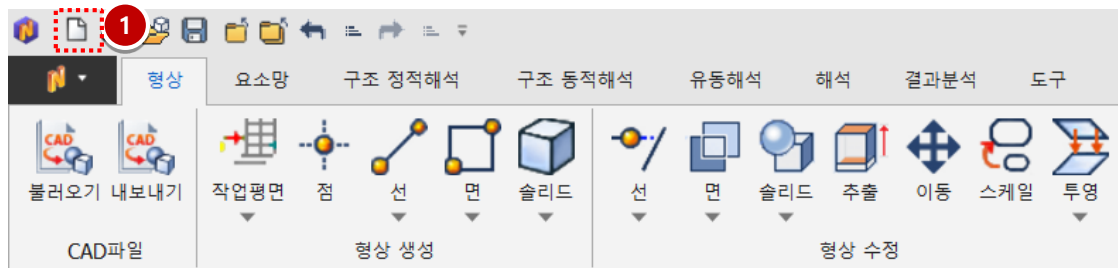 1
형상 요소망 구조 정적해석 구조 동적해석 유동해석 해석 결과분석 도구
CAD CAD
불러오기 내보내기 작업평면 점 선 면 솔리드 선 면 솔리드 추출 이동 스케일 투영
CAD파일 형상 생성 형상 수정